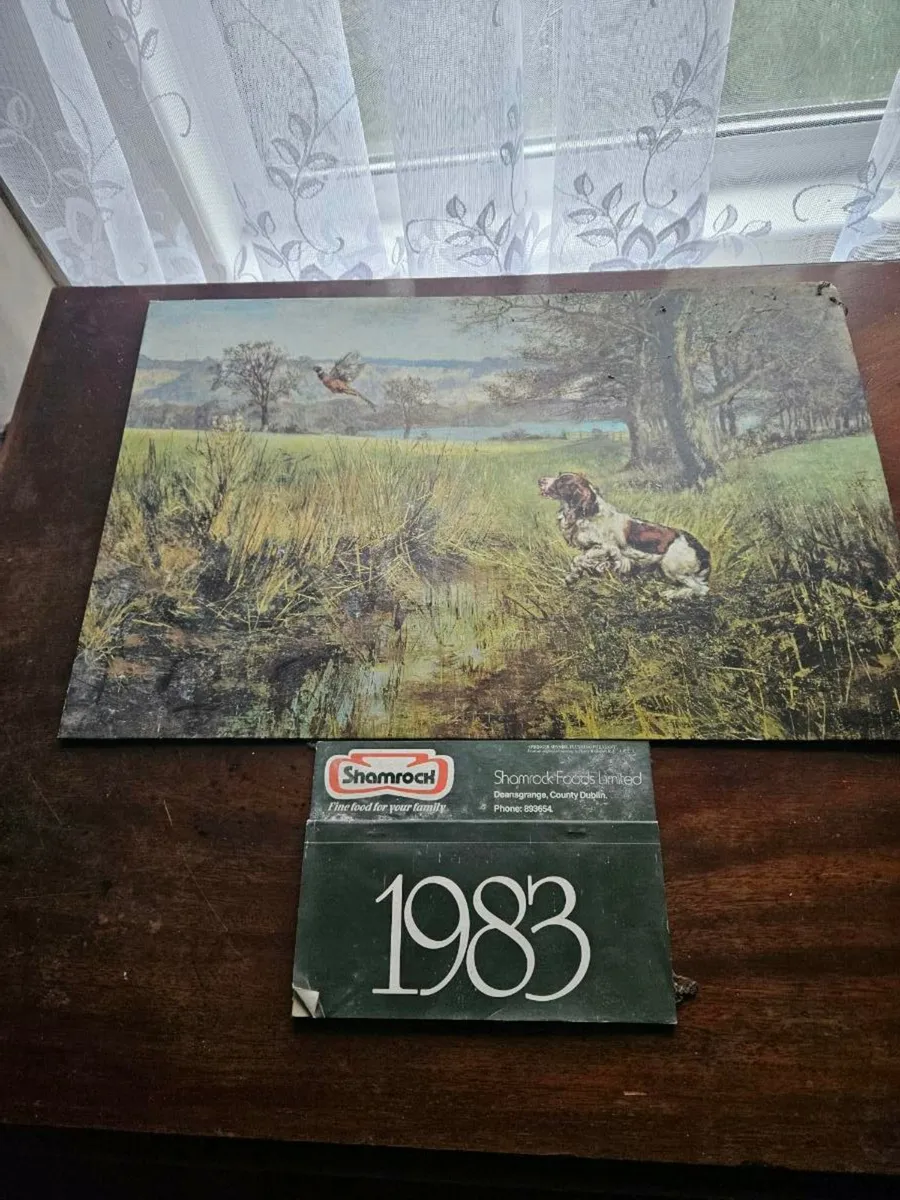 Shamrock
Fine food for your family
Shamrock Foods Limited
Deansgrange, County Dublin.
Phone: 893654.
1983